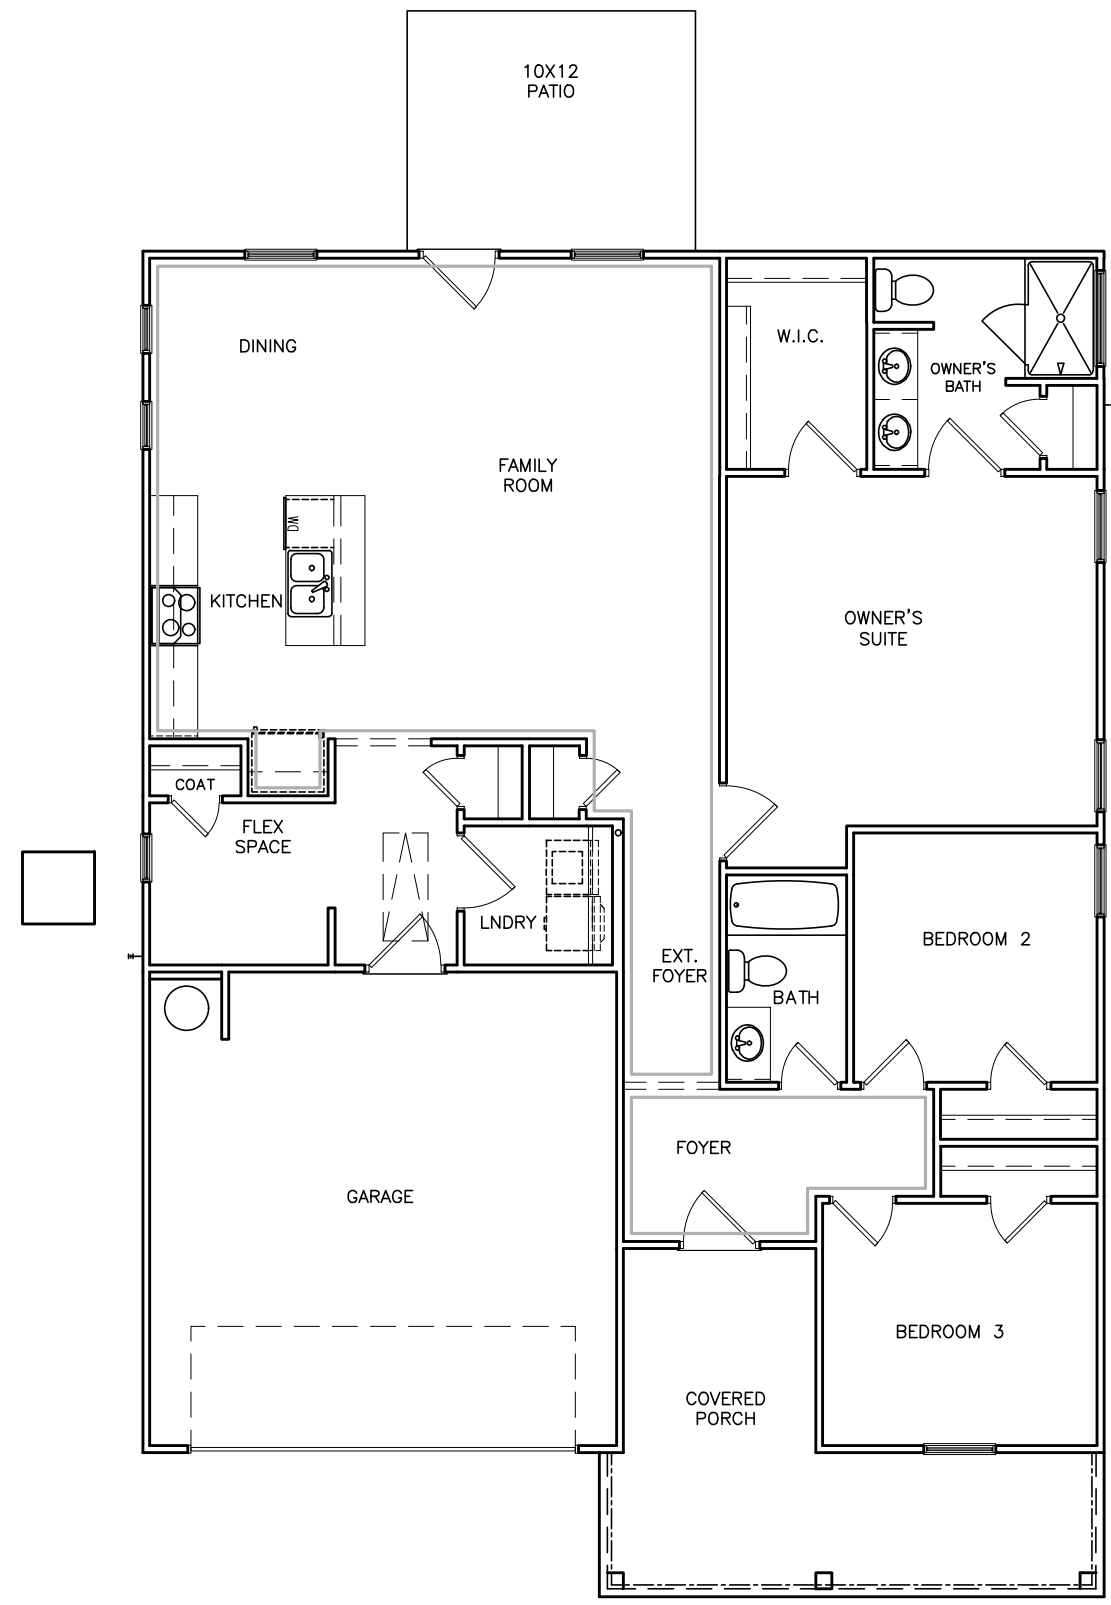 10X12
PATIO
DINING
W.I.C.
OWNER'S
BATH
FAMILY
ROOM
DW
KITCHEN
OWNER'S
SUITE
COAT
FLEX
SPACE
LNDRY
BEDROOM 2
EXT.
FOYER
BATH
FOYER
GARAGE
BEDROOM 3
COVERED
PORCH